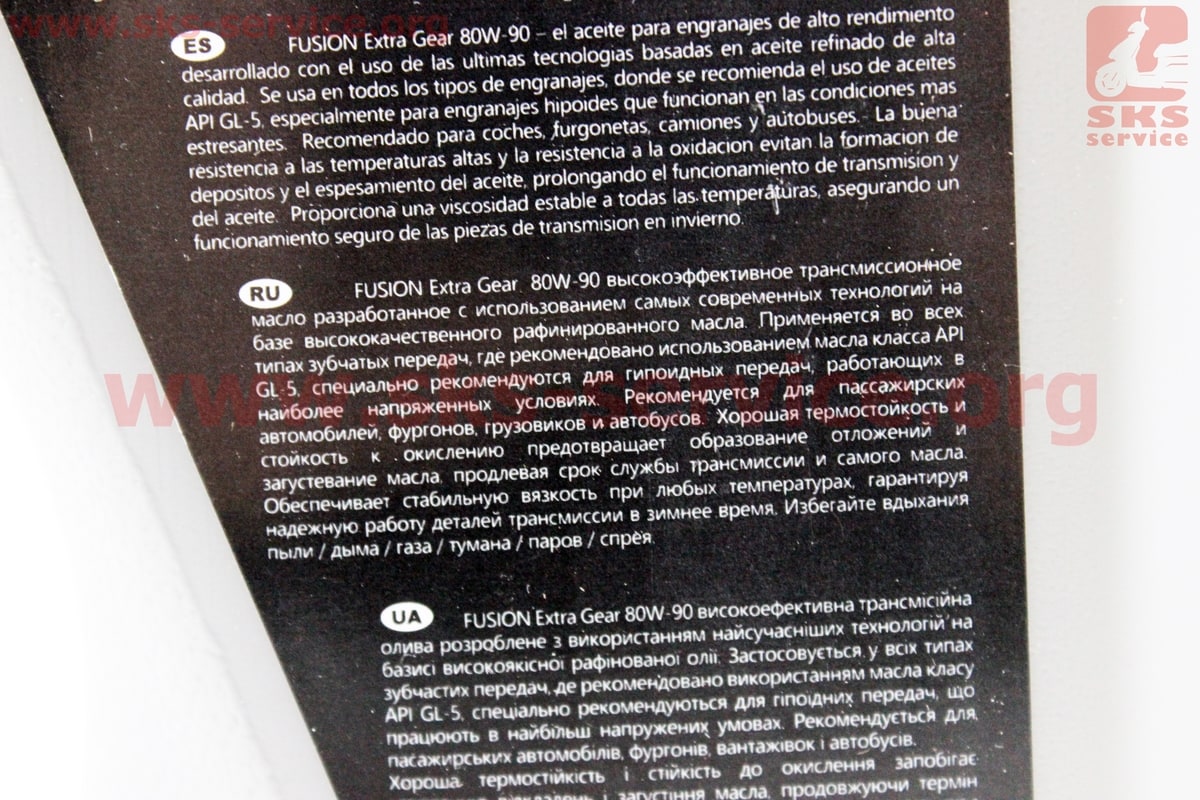 www.sks-service.org
SKS
service
ES FUSION Extra Gear 80W-90 – el aceite para engranajes de alto rendimiento
desarrollado con el uso de las ultimas tecnologias basadas en aceite refinado de alta
calidad. Se usa en todos los tipos de engranajes, donde se recomienda el uso de aceites
API GL-5, especialmente para engranajes hipoides que funcionan en las condiciones mas
estresantes. Recomendado para coches, furgonetas, camiones y autobuses. La buena
resistencia a las temperaturas altas y la resistencia a la oxidacion evitan la formacion de
depositos y el espesamiento del aceite, prolongando el funcionamiento de transmision y
del aceite. Proporciona una viscosidad estable a todas las temperaturas, asegurando un
funcionamiento seguro de las piezas de transmision en invierno.
RU FUSION Extra Gear 80W-90 высокоэффективное трансмиссионное
масло разработанное с использованием самых современных технологий на
базе высококачественного рафинированного масла. Применяется во всех
типах зубчатых передач, где рекомендовано использованием масла класса API
GL-5, специально рекомендуются для гипоидных передач, работающих в
наиболее напряженных условиях. Рекомендуется для пассажирских
автомобилей, фургонов, грузовиков и автобусов. Хорошая термостойкость и
стойкость к окислению предотвращает образование отложений и
загустевание масла, продлевая срок службы трансмиссии и самого масла.
Обеспечивает стабильную вязкость при любых температурах, гарантируя
надежную работу деталей трансмиссии в зимнее время. Избегайте вдыхания
пыли / дыма / газа / тумана / паров / спрея.
www.sks-service.org
UA FUSION Extra Gear 80W-90 високоефективна трансмісійна
олива розроблене з використанням найсучасніших технологій на
базисі високоякісної рафінованої олії. Застосовується у всіх типах
зубчастих передач, де рекомендовано використанням масла класу
API GL-5, спеціально рекомендуються для гіпоїдних передач, що
працюють в найбільш напружених умовах. Рекомендується для
пасажирських автомобілів, фургонів, вантажівок і автобусів.
Хороша термостійкість і стійкість до окислення запобігає
відкладень і загустіння масла, продовжуючи термін